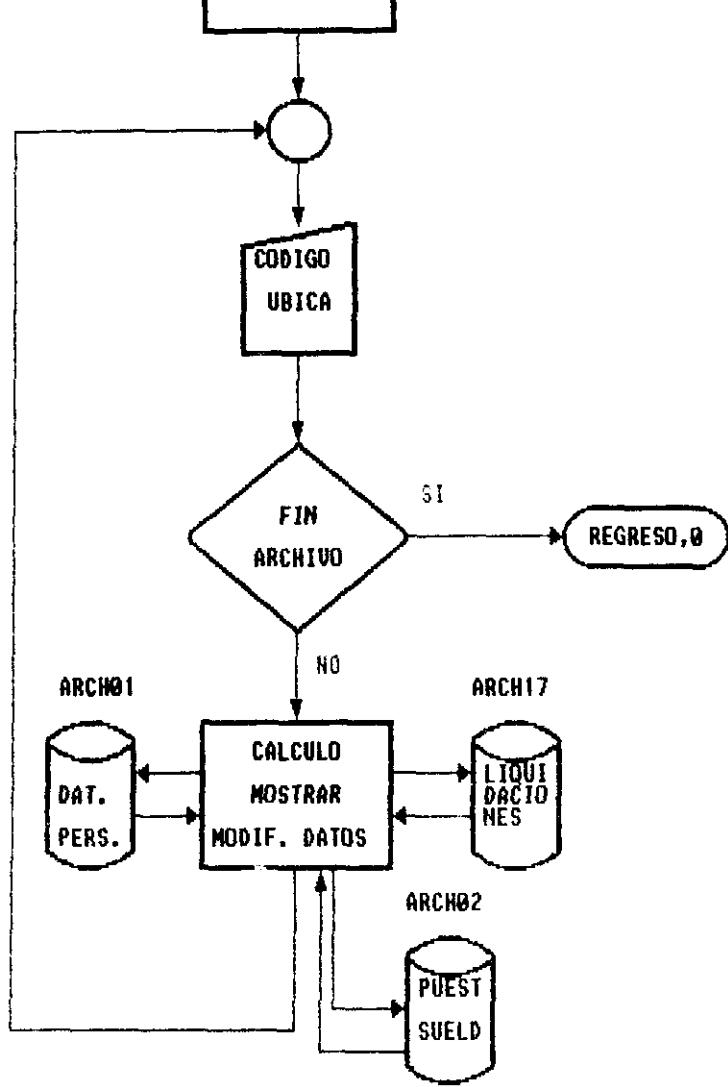 CODIGO
UBICA
SI
FIN
ARCHIVO
REGRESO,0
NO
ARCH01
ARCH17
CALCULO
MOSTRAR
MODIF. DATOS
DAT.
PERS.
LIQUI
DACIO
NES
ARCH02
PUEST
SUELD